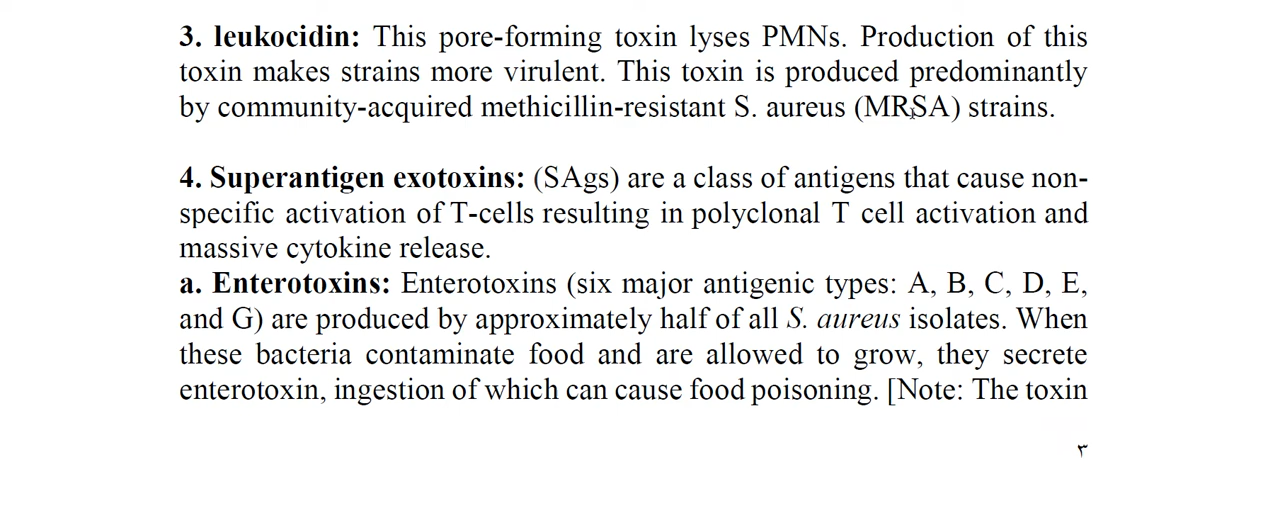 3. leukocidin: This pore-forming toxin lyses PMNs. Production of this
toxin makes strains more virulent. This toxin is produced predominantly
by community-acquired methicillin-resistant S. aureus (MRSA) strains.
4. Superantigen exotoxins: (SAgs) are a class of antigens that cause non-
specific activation of T-cells resulting in polyclonal T cell activation and
massive cytokine release.
a. Enterotoxins: Enterotoxins (six major antigenic types: A, B, C, D, E,
and G) are produced by approximately half of all S. aureus isolates. When
these bacteria contaminate food and are allowed to grow, they secrete
enterotoxin, ingestion of which can cause food poisoning. [Note: The toxin
٣